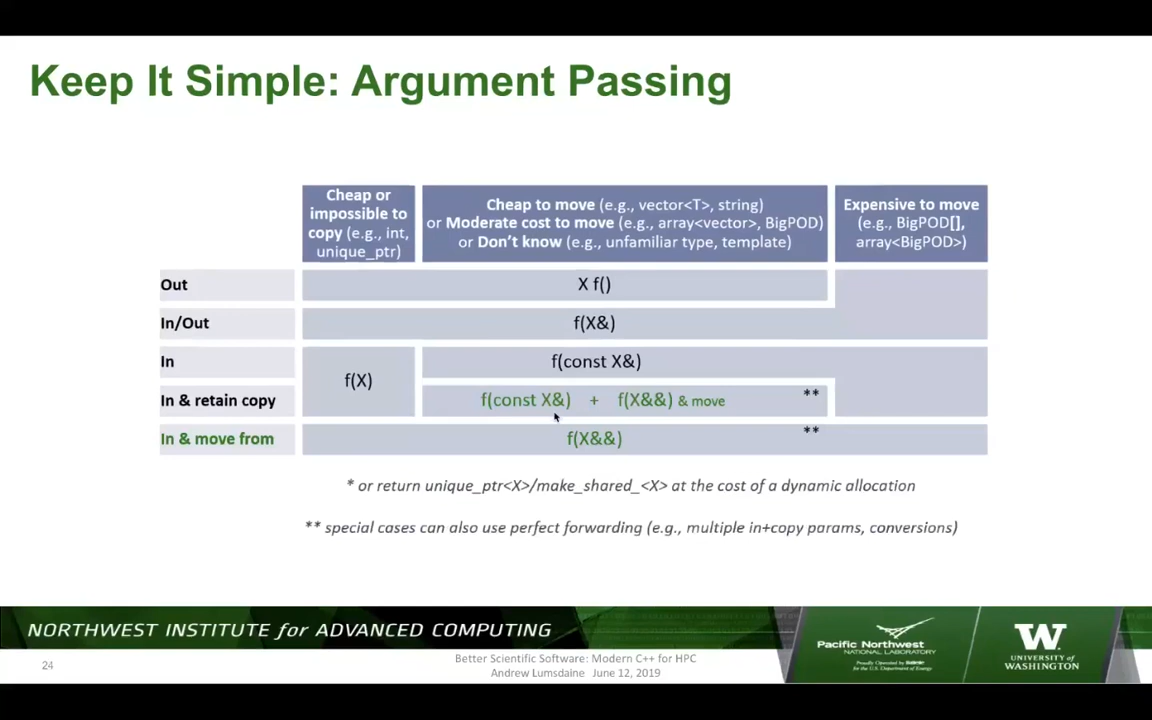 Keep It Simple: Argument Passing
Cheap or
impossible to
copy (e.g., int,
unique_ptr)
Cheap to move (e.g., vector<T>, string)
or Moderate cost to move (e.g., array<vector>, BigPOD)
or Don't know (e.g., unfamiliar type, template)
Expensive to move
(e.g., BigPOD[],
array<BigPOD>)
Out
X f()
In/Out
f(X&)
In
f(X)
f(const X&)
In & retain copy
f(const X&) + f(X&&) & move **
In & move from
f(X&&) **
* or return unique_ptr<X>/make_shared_<X> at the cost of a dynamic allocation
** special cases can also use perfect forwarding (e.g., multiple in+copy params, conversions)
NORTHWEST INSTITUTE for ADVANCED COMPUTING
Pacific Northwest
NATIONAL LABORATORY
W
UNIVERSITY of
WASHINGTON
24
Better Scientific Software: Modern C++ for HPC
Andrew Lumsdaine June 12, 2019